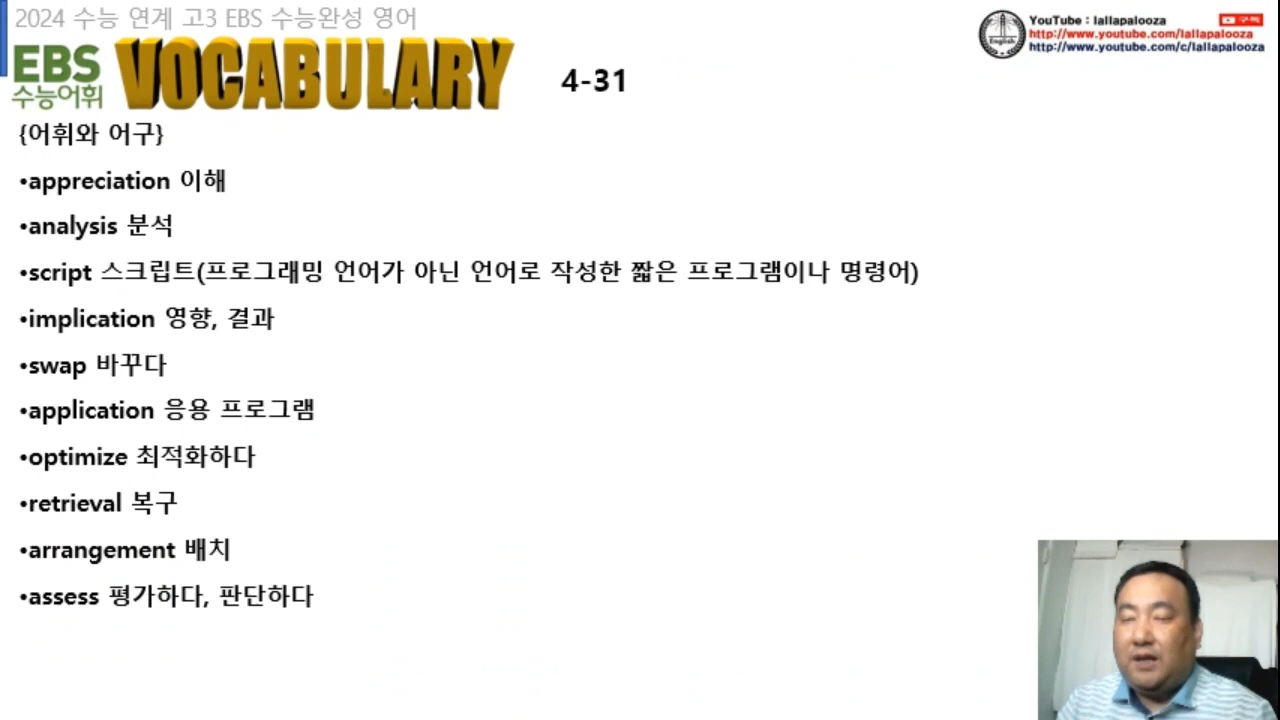 2024 수능 연계 고3 EBS 수능완성 영어
EBS
수능어휘
VOCABULARY
4-31
English
YouTube : lallapalooza
구독
http://www.youtube.com/lallapalooza
http://www.youtube.com/c/lallapalooza
{어휘와 어구}
•appreciation 이해
•analysis 분석
•script 스크립트(프로그래밍 언어가 아닌 언어로 작성한 짧은 프로그램이나 명령어)
•implication 영향, 결과
•swap 바꾸다
•application 응용 프로그램
•optimize 최적화하다
•retrieval 복구
•arrangement 배치
•assess 평가하다, 판단하다